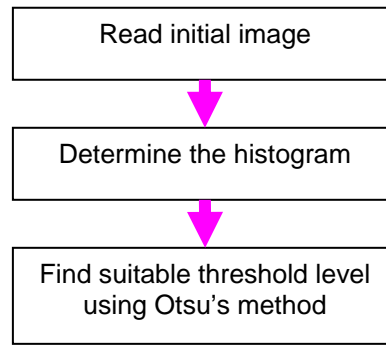 Read initial image
Determine the histogram
Find suitable threshold level
using Otsu's method